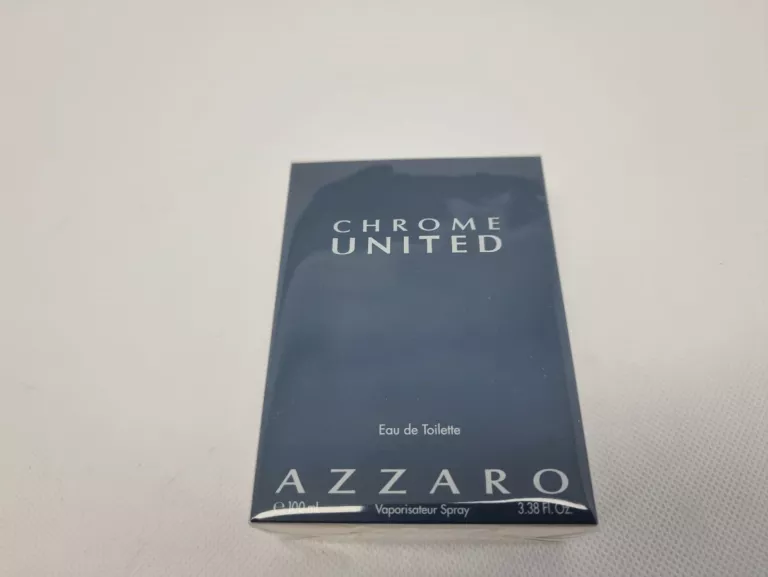 CHROME
UNITED
Eau de Toilette
AZZARO
℮ 100 ml Vaporisateur Spray 3.38 Fl. Oz.